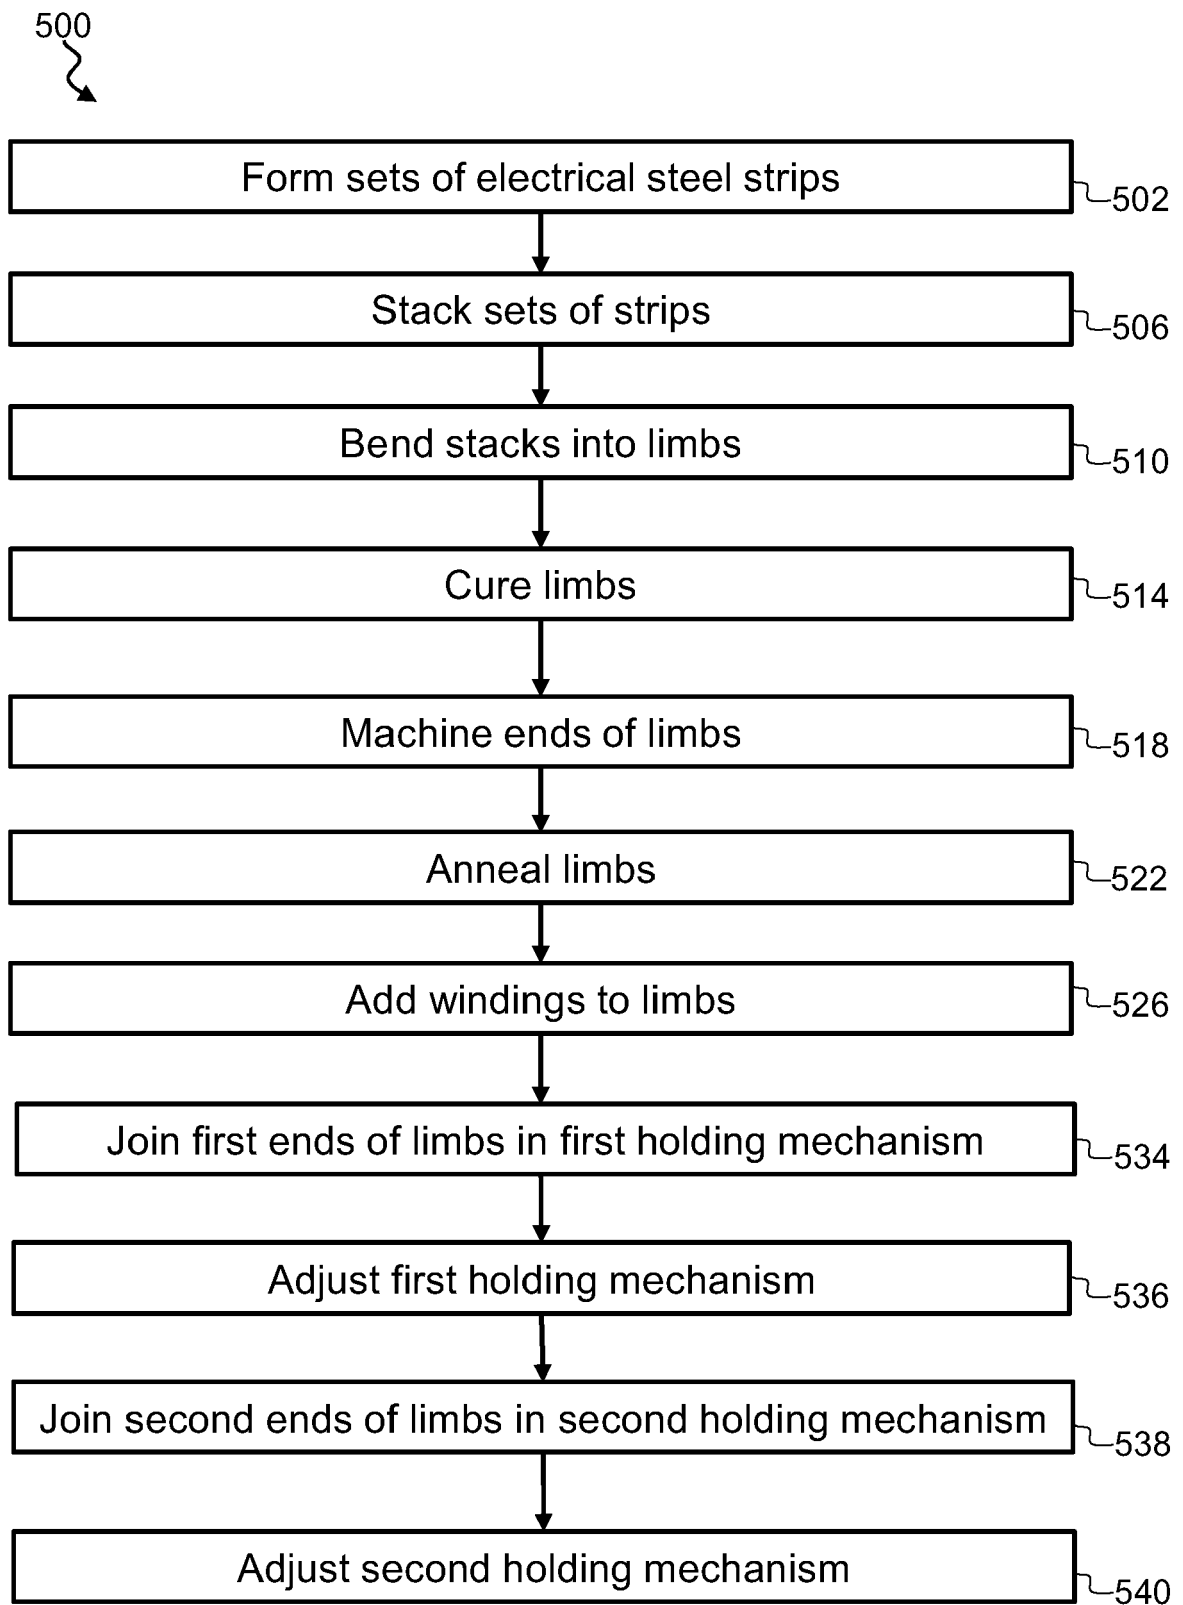 500
Form sets of electrical steel strips
502
Stack sets of strips
506
Bend stacks into limbs
510
Cure limbs
514
Machine ends of limbs
518
Anneal limbs
522
Add windings to limbs
526
Join first ends of limbs in first holding mechanism
534
Adjust first holding mechanism
536
Join second ends of limbs in second holding mechanism
538
Adjust second holding mechanism
540